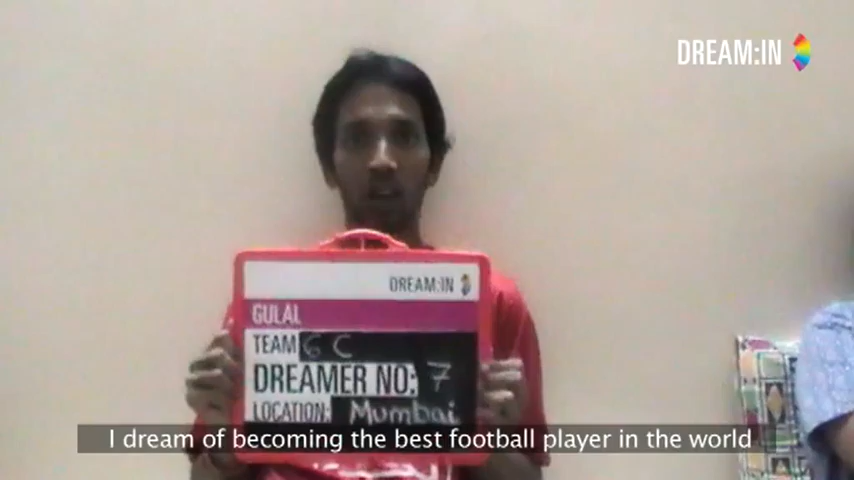 DREAM:IN
DREAM:IN
GULAL
TEAM G C
DREAMER NO: 7
LOCATION: Mumbai
I dream of becoming the best football player in the world